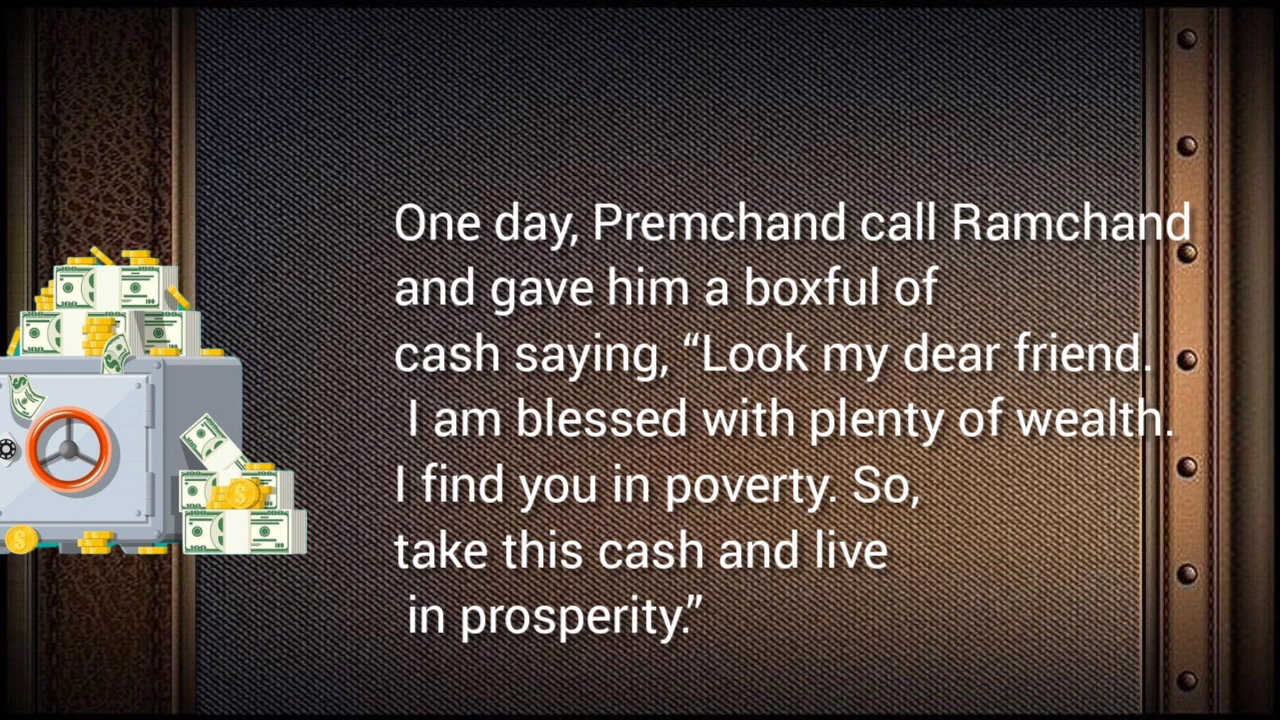 One day, Premchand call Ramchand
and gave him a boxful of
cash saying, “Look my dear friend.
I am blessed with plenty of wealth.
I find you in poverty. So,
take this cash and live
in prosperity.”